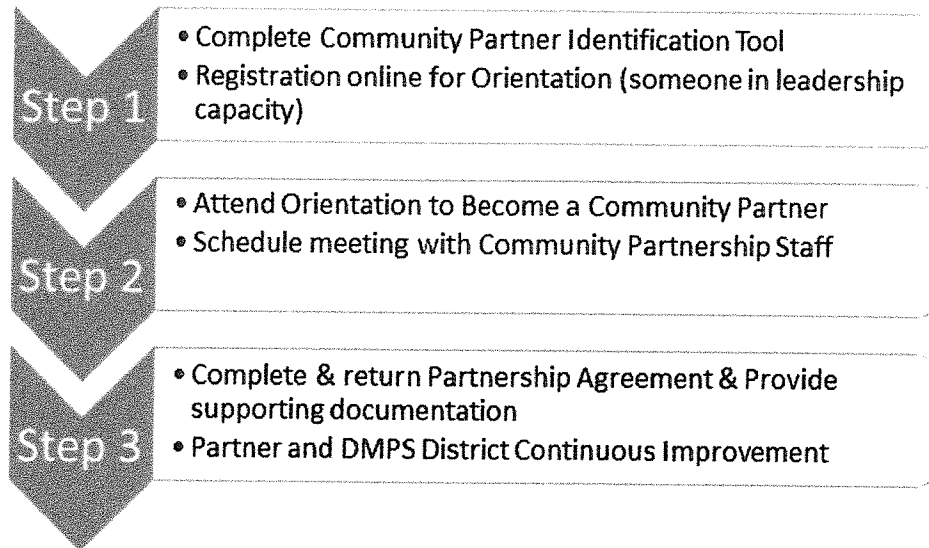 Step 1
• Complete Community Partner Identification Tool
• Registration online for Orientation (someone in leadership
capacity)
Step 2
• Attend Orientation to Become a Community Partner
• Schedule meeting with Community Partnership Staff
Step 3
• Complete & return Partnership Agreement & Provide
supporting documentation
• Partner and DMPS District Continuous Improvement